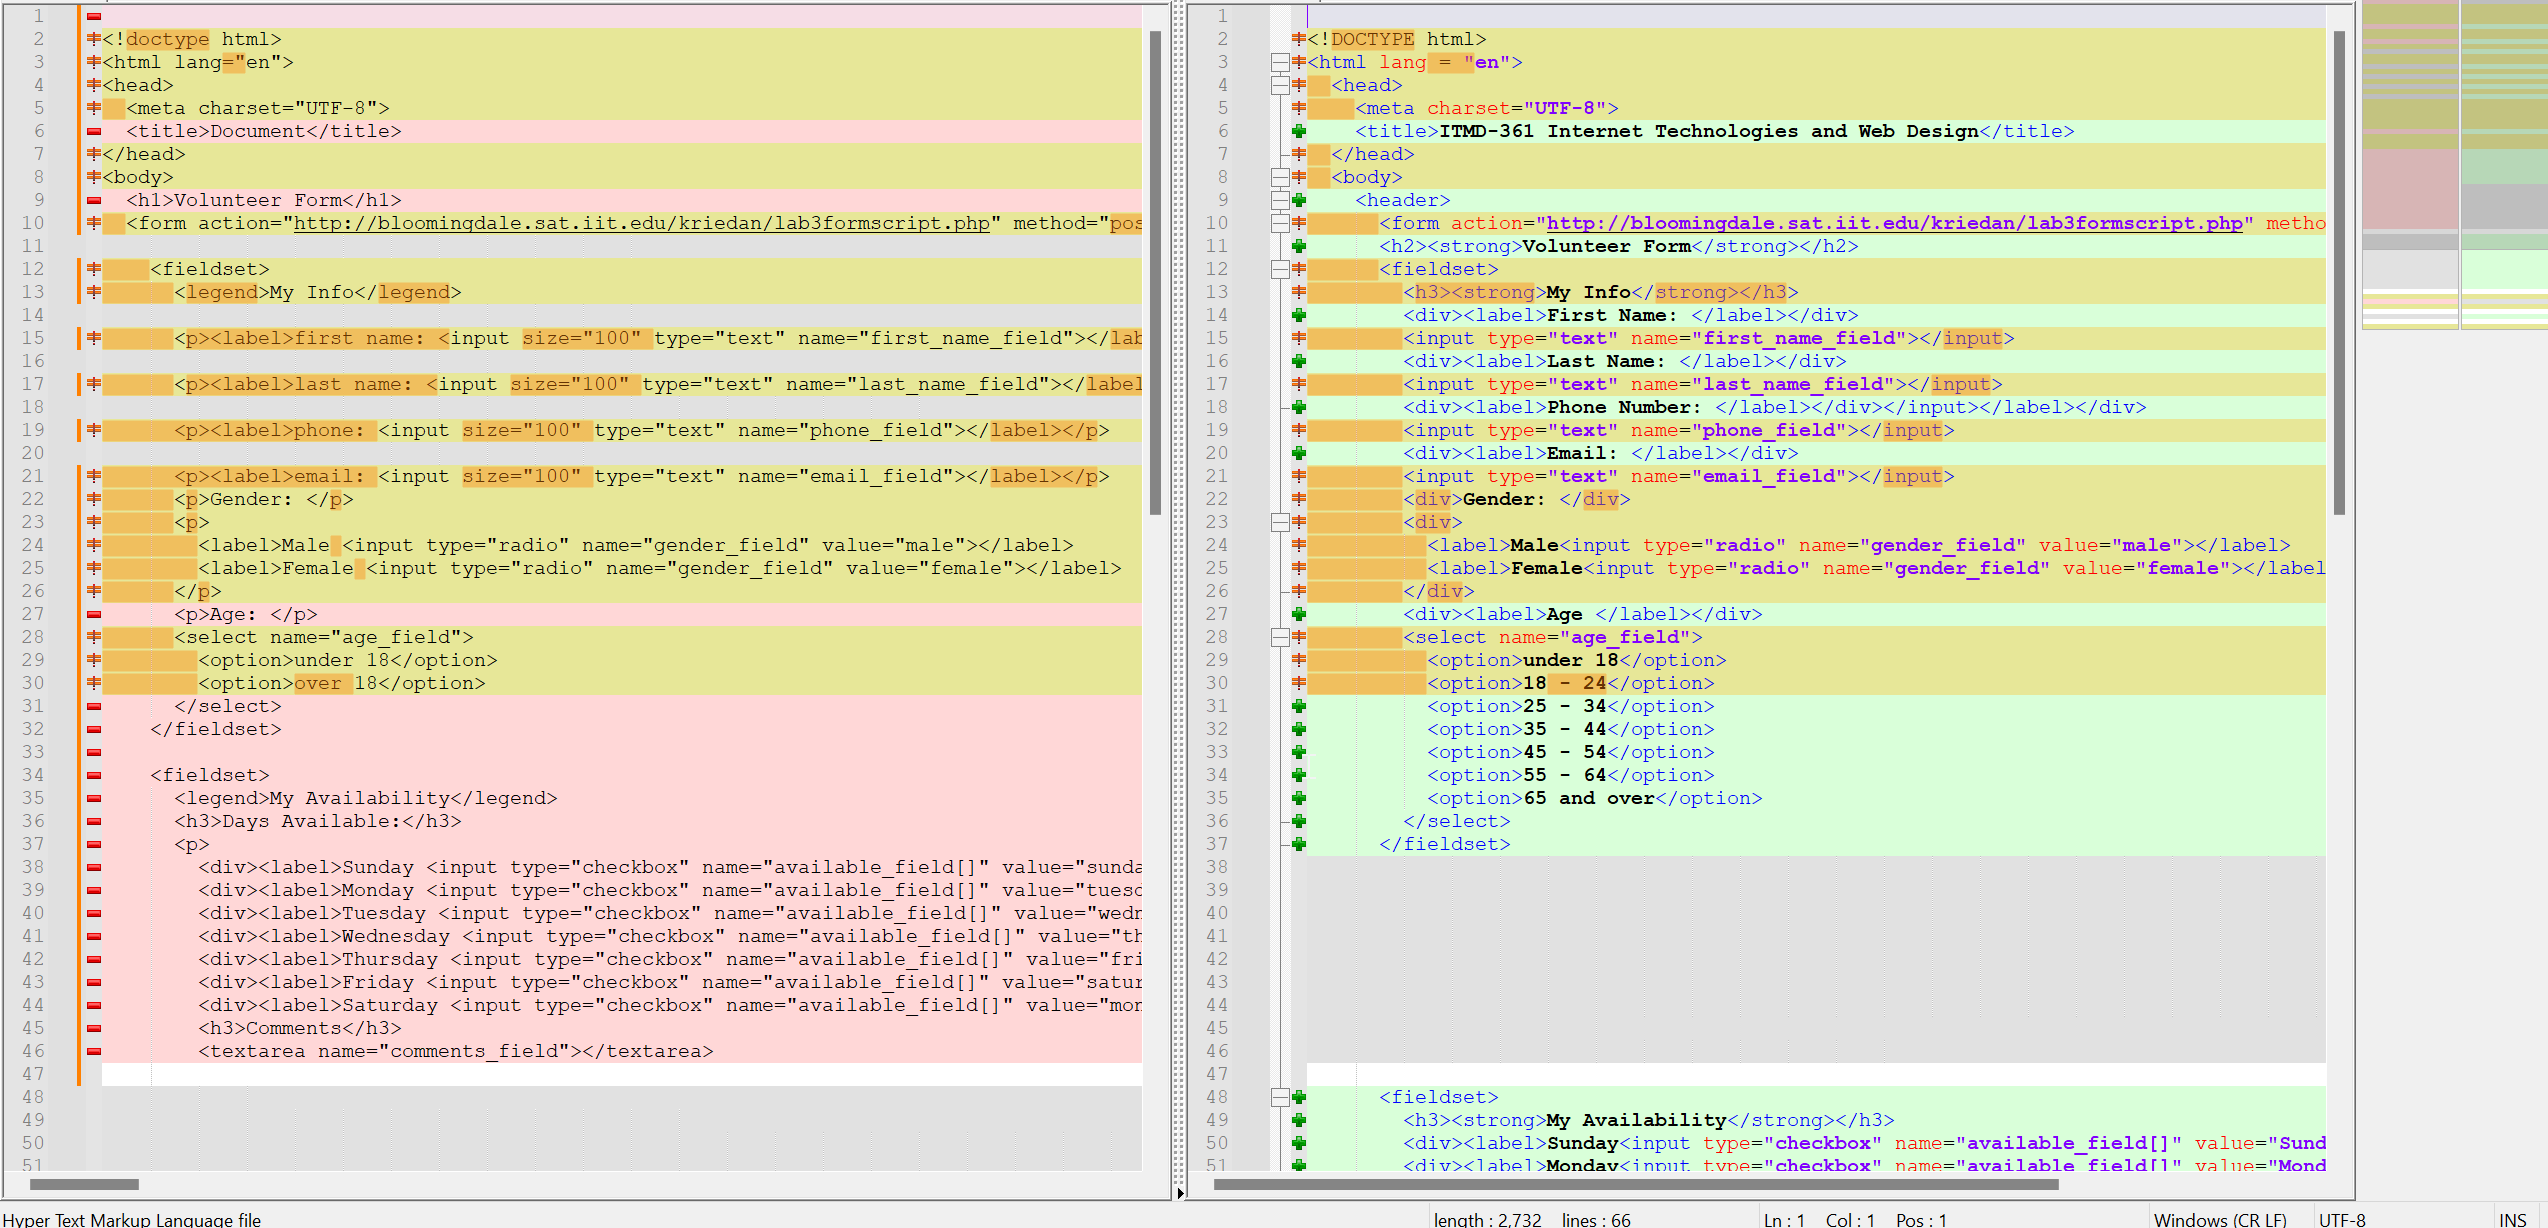 1
2 <!doctype html>
3 <html lang="en">
4 <head>
5 <meta charset="UTF-8">
6 <title>Document</title>
7 </head>
8 <body>
9 <h1>Volunteer Form</h1>
10 <form action="http://bloomingdale.sat.iit.edu/kriedan/lab3formscript.php" method="pos
11
12 <fieldset>
13 <legend>My Info</legend>
14
15 <p><label>first name: <input size="100" type="text" name="first_name_field"></lab
16
17 <p><label>last name: <input size="100" type="text" name="last_name_field"></label
18
19 <p><label>phone: <input size="100" type="text" name="phone_field"></label></p>
20
21 <p><label>email: <input size="100" type="text" name="email_field"></label></p>
22 <p>Gender: </p>
23 <p>
24 <label>Male <input type="radio" name="gender_field" value="male"></label>
25 <label>Female <input type="radio" name="gender_field" value="female"></label>
26 </p>
27 <p>Age: </p>
28 <select name="age_field">
29 <option>under 18</option>
30 <option>over 18</option>
31 </select>
32 </fieldset>
33
34 <fieldset>
35 <legend>My Availability</legend>
36 <h3>Days Available:</h3>
37 <p>
38 <div><label>Sunday <input type="checkbox" name="available_field[]" value="sunda
39 <div><label>Monday <input type="checkbox" name="available_field[]" value="tuesd
40 <div><label>Tuesday <input type="checkbox" name="available_field[]" value="wedn
41 <div><label>Wednesday <input type="checkbox" name="available_field[]" value="th
42 <div><label>Thursday <input type="checkbox" name="available_field[]" value="fri
43 <div><label>Friday <input type="checkbox" name="available_field[]" value="satur
44 <div><label>Saturday <input type="checkbox" name="available_field[]" value="mon
45 <h3>Comments</h3>
46 <textarea name="comments_field"></textarea>
47
48
49
50
51
1
2 <!DOCTYPE html>
3 <html lang = "en">
4 <head>
5 <meta charset="UTF-8">
6 <title>ITMD-361 Internet Technologies and Web Design</title>
7 </head>
8 <body>
9 <header>
10 <form action="http://bloomingdale.sat.iit.edu/kriedan/lab3formscript.php" metho
11 <h2><strong>Volunteer Form</strong></h2>
12 <fieldset>
13 <h3><strong>My Info</strong></h3>
14 <div><label>First Name: </label></div>
15 <input type="text" name="first_name_field"></input>
16 <div><label>Last Name: </label></div>
17 <input type="text" name="last_name_field"></input>
18 <div><label>Phone Number: </label></div></input></label></div>
19 <input type="text" name="phone_field"></input>
20 <div><label>Email: </label></div>
21 <input type="text" name="email_field"></input>
22 <div>Gender: </div>
23 <div>
24 <label>Male<input type="radio" name="gender_field" value="male"></label>
25 <label>Female<input type="radio" name="gender_field" value="female"></label
26 </div>
27 <div><label>Age </label></div>
28 <select name="age_field">
29 <option>under 18</option>
30 <option>18 - 24</option>
31 <option>25 - 34</option>
32 <option>35 - 44</option>
33 <option>45 - 54</option>
34 <option>55 - 64</option>
35 <option>65 and over</option>
36 </select>
37 </fieldset>
38
39
40
41
42
43
44
45
46
47
48 <fieldset>
49 <h3><strong>My Availability</strong></h3>
50 <div><label>Sunday<input type="checkbox" name="available_field[]" value="Sund
51 <div><label>Monday<input type="checkbox" name="available_field[]" value="Mond
Hyper Text Markup Language file length : 2,732 lines : 66 Ln : 1 Col : 1 Pos : 1 Windows (CR LF) UTF-8 INS